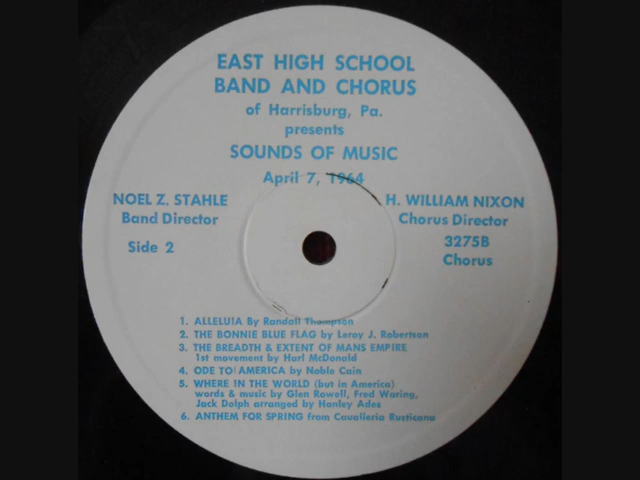 EAST HIGH SCHOOL
BAND AND CHORUS
of Harrisburg, Pa.
presents
SOUNDS OF MUSIC
April 7, 1964
NOEL Z. STAHLE
Band Director
H. WILLIAM NIXON
Chorus Director
Side 2
3275B
Chorus
1. ALLELUIA By Randall Thompson
2. THE BONNIE BLUE FLAG by Leroy J. Robertson
3. THE BREADTH & EXTENT OF MANS EMPIRE
1st movement by Harl McDonald
4. ODE TO AMERICA by Noble Cain
5. WHERE IN THE WORLD (but in America)
words & music by Glen Rowell, Fred Waring,
Jack Dolph arranged by Hanley Ades
6. ANTHEM FOR SPRING from Cavalleria Rusticana